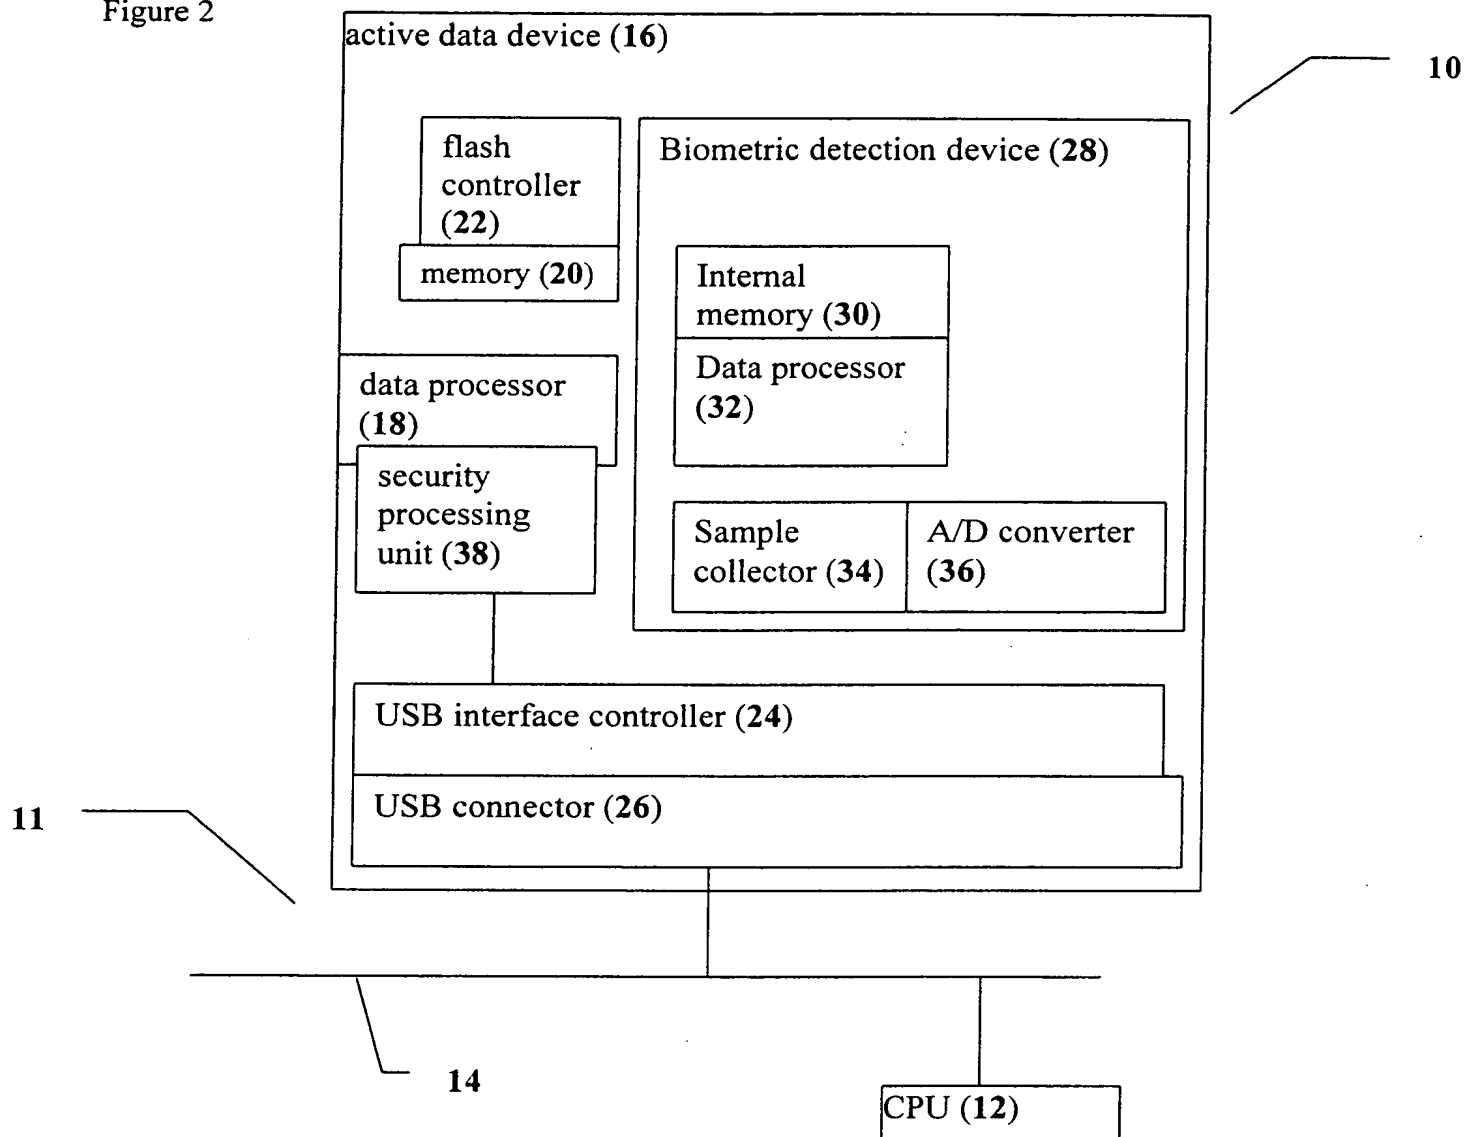 Figure 2
active data device (16)
10
flash
controller
(22)
memory (20)
Biometric detection device (28)
Internal
memory (30)
Data processor
(32)
data processor
(18)
security
processing
unit (38)
Sample
collector (34)
A/D converter
(36)
USB interface controller (24)
USB connector (26)
11
14
CPU (12)